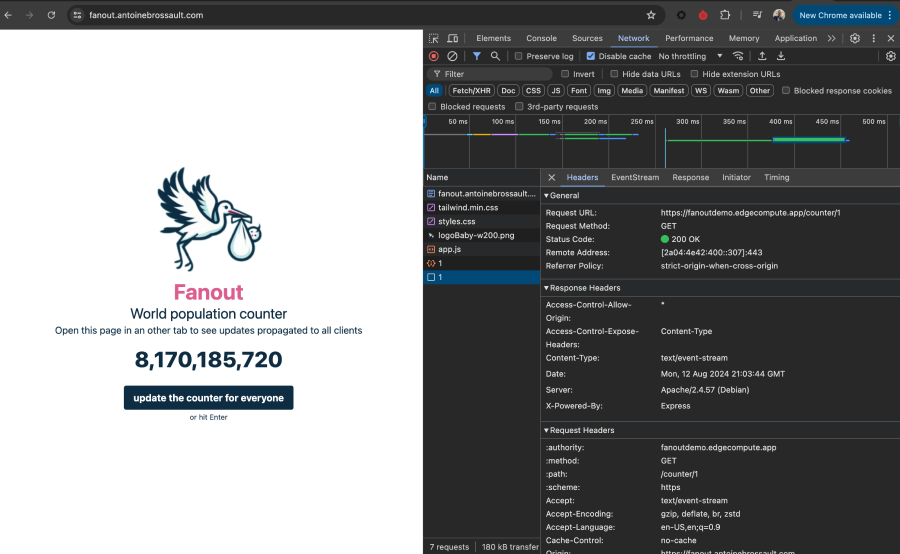 fanout.antoinebrossault.com
New Chrome available
Fanout
World population counter
Open this page in an other tab to see updates propagated to all clients
8,170,185,720
update the counter for everyone
or hit Enter
Elements Console Sources Network Performance Memory Application
Preserve log Disable cache No throttling
Filter Invert Hide data URLs Hide extension URLs
All Fetch/XHR Doc CSS JS Font Img Media Manifest WS Wasm Other Blocked response cookies
Blocked requests 3rd-party requests
50 ms 100 ms 150 ms 200 ms 250 ms 300 ms 350 ms 400 ms 450 ms 500 ms
Name
fanout.antoinebrossault....
tailwind.min.css
styles.css
logoBaby-w200.png
app.js
1
1
7 requests 180 kB transfer
Headers EventStream Response Initiator Timing
General
Request URL: https://fanoutdemo.edgecompute.app/counter/1
Request Method: GET
Status Code: 200 OK
Remote Address: [2a04:4e42:400::307]:443
Referrer Policy: strict-origin-when-cross-origin
Response Headers
Access-Control-Allow- *
Origin:
Access-Control-Expose- Content-Type
Headers:
Content-Type: text/event-stream
Date: Mon, 12 Aug 2024 21:03:44 GMT
Server: Apache/2.4.57 (Debian)
X-Powered-By: Express
Request Headers
:authority: fanoutdemo.edgecompute.app
:method: GET
:path: /counter/1
:scheme: https
Accept: text/event-stream
Accept-Encoding: gzip, deflate, br, zstd
Accept-Language: en-US,en;q=0.9
Cache-Control: no-cache
Origin: https://fanout.antoinebrossault.com